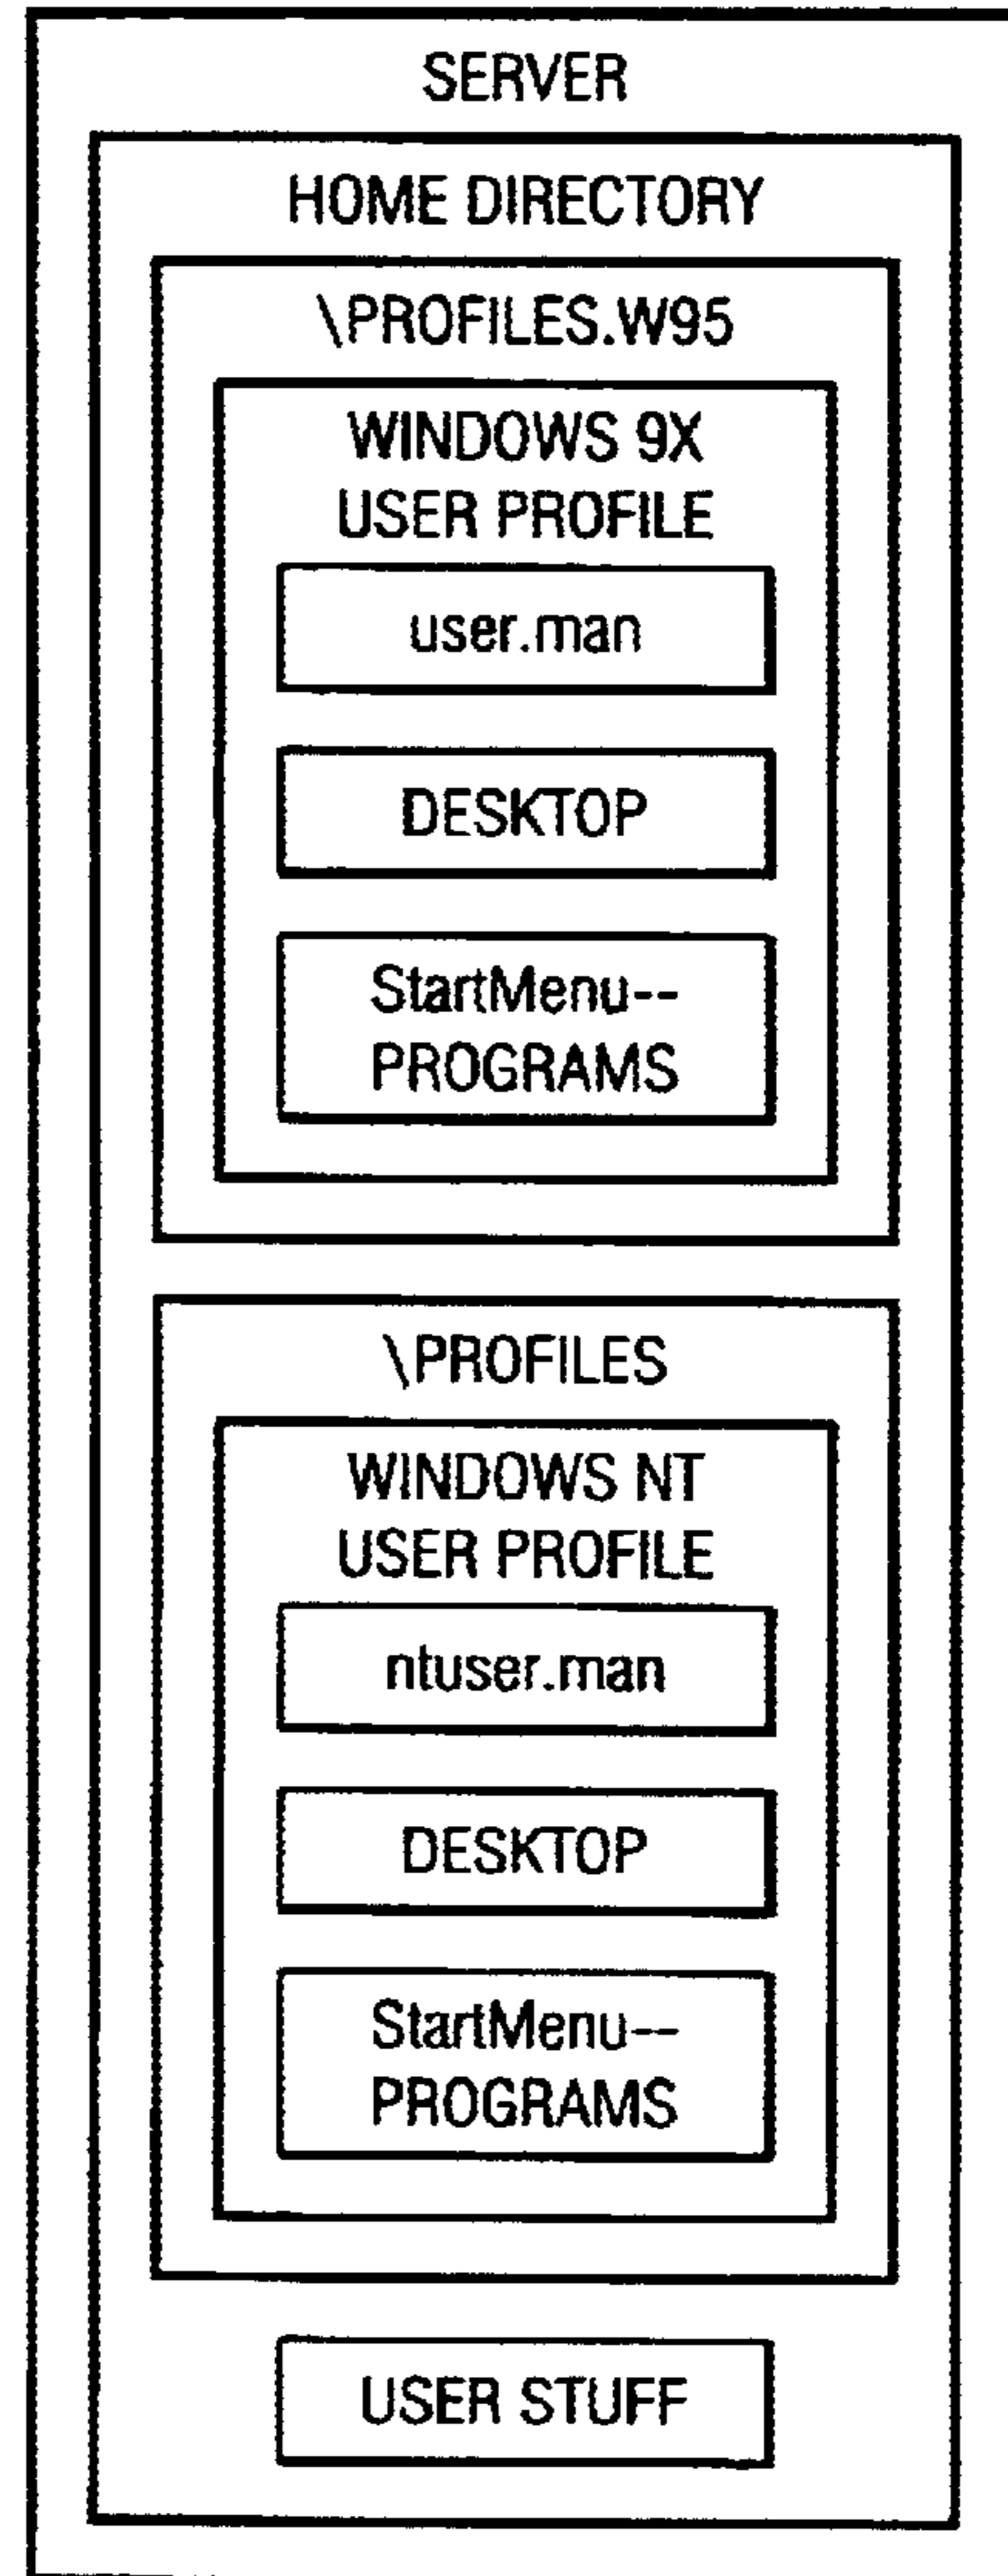 SERVER
HOME DIRECTORY
\PROFILES.W95
WINDOWS 9X
USER PROFILE
user.man
DESKTOP
StartMenu--
PROGRAMS
\PROFILES
WINDOWS NT
USER PROFILE
ntuser.man
DESKTOP
StartMenu--
PROGRAMS
USER STUFF